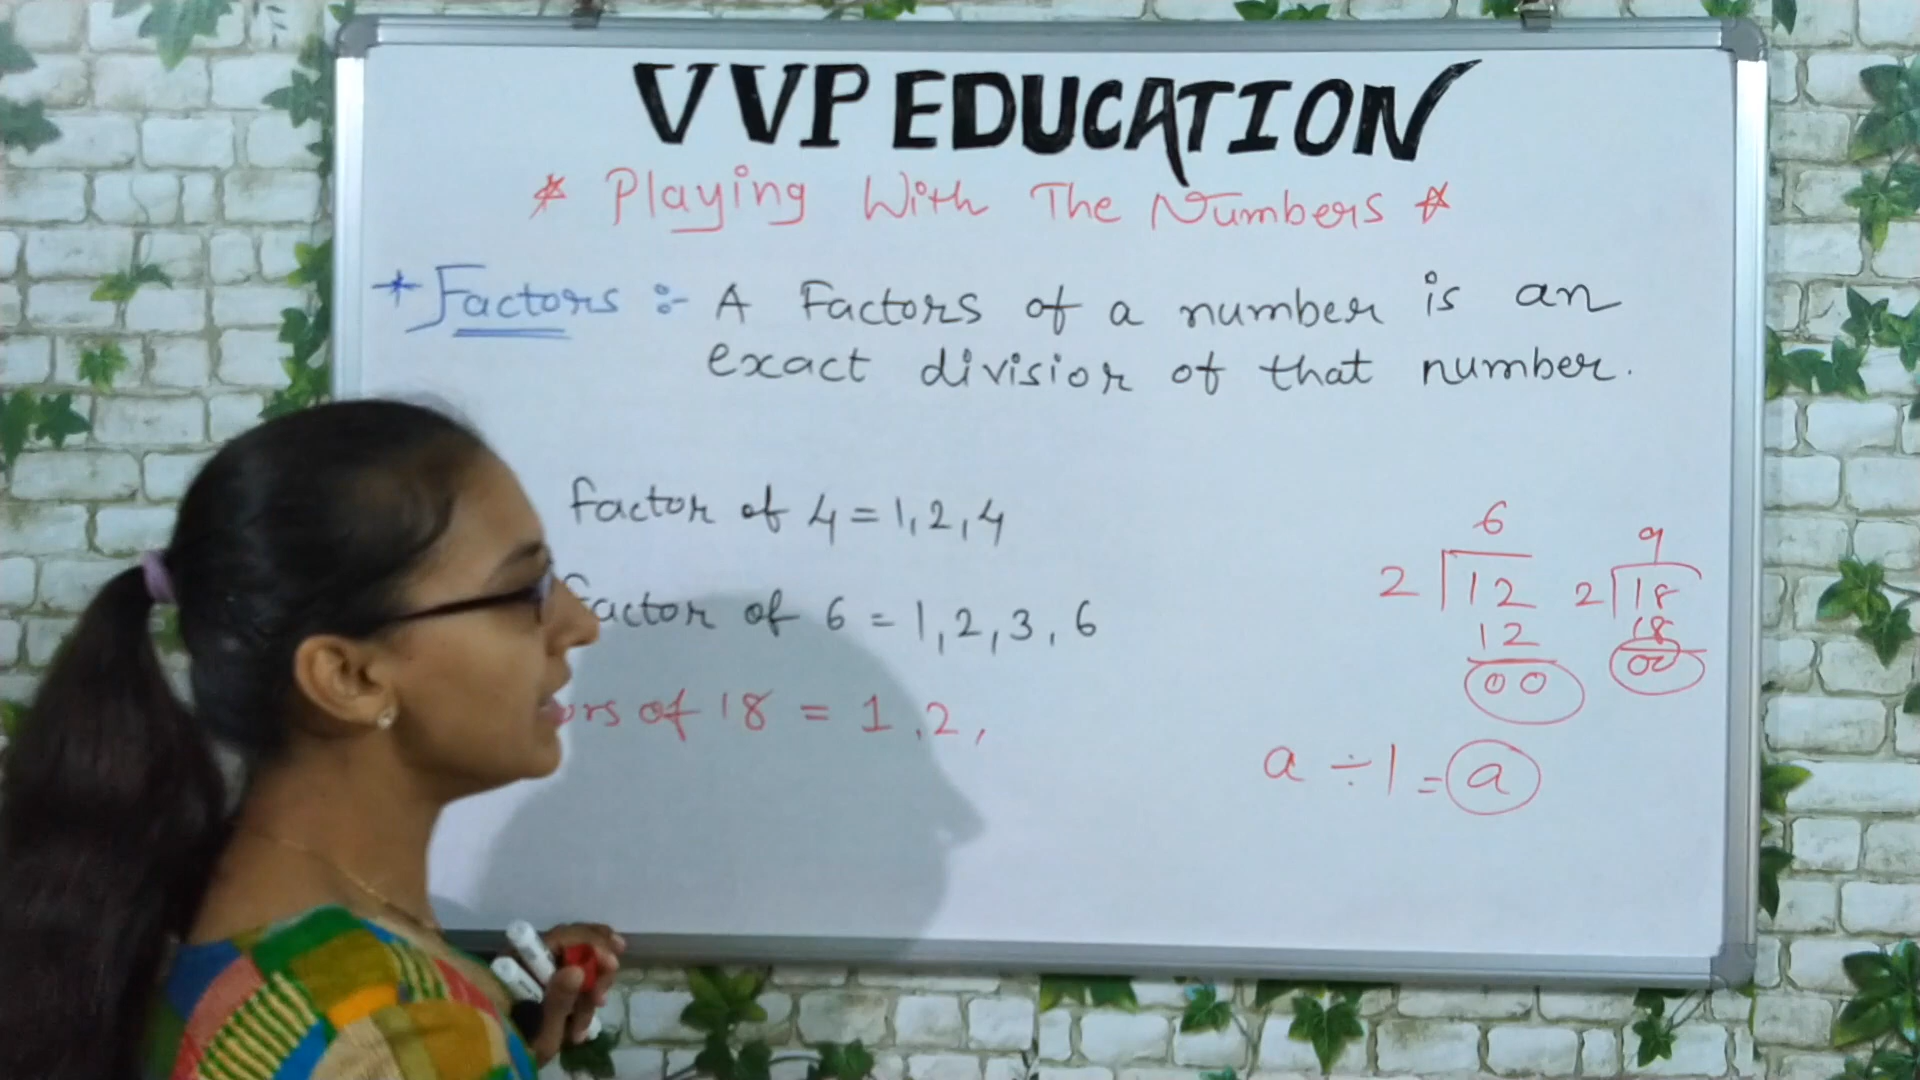 VVP EDUCATION
* Playing With The Numbers *
* Factors :- A Factors of a number is an
exact divisior of that number.
factor of 4 = 1, 2, 4
factor of 6 = 1, 2, 3, 6
ors of 18 = 1, 2,
6
2 12
12
00
9
2 18
18
00
a ÷ 1 = a